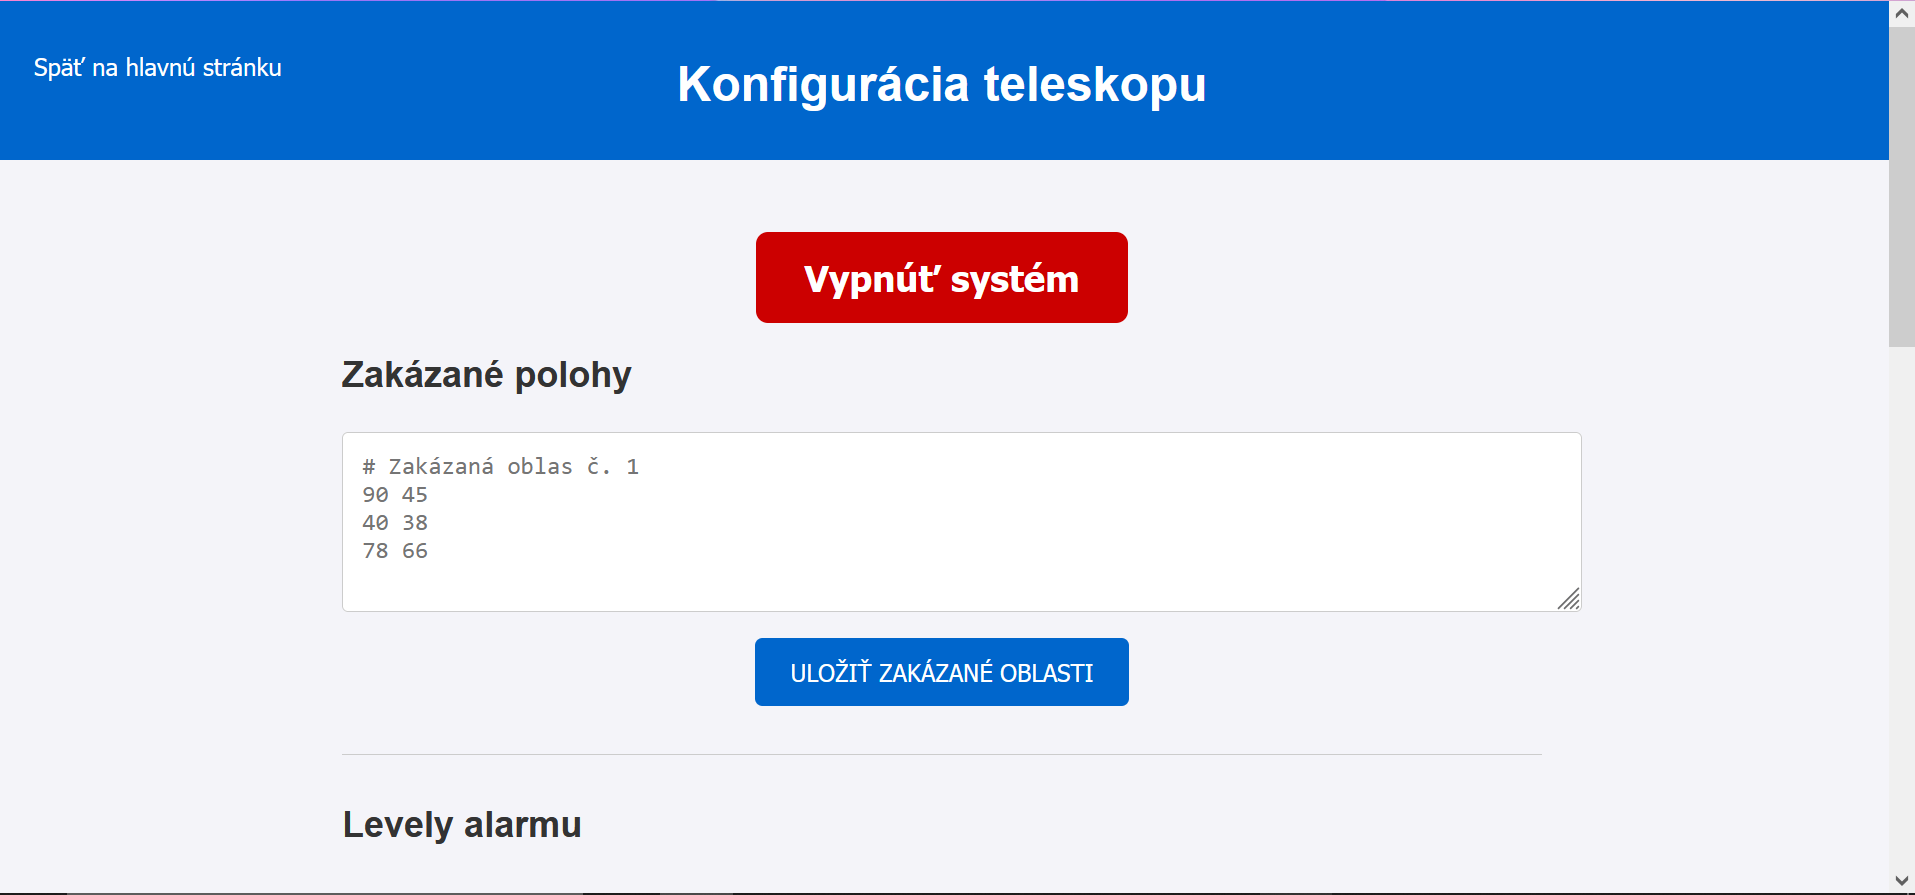 Späť na hlavnú stránku
Konfigurácia teleskopu
Vypnúť systém
Zakázané polohy
# Zakázaná oblas č. 1
90 45
40 38
78 66
ULOŽIŤ ZAKÁZANÉ OBLASTI
Levely alarmu